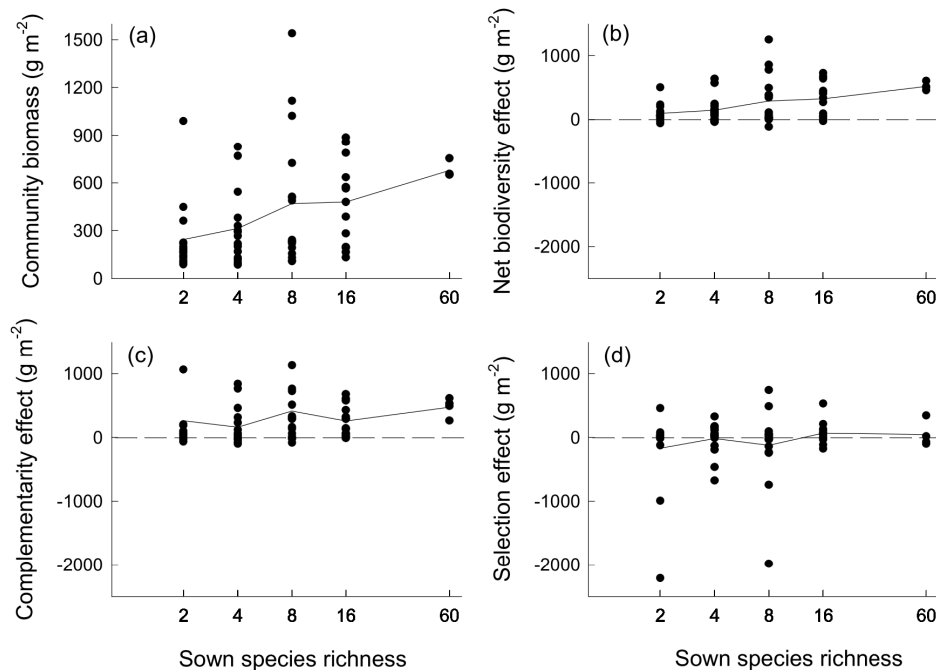 (a)
Community biomass (g m-2)
1500
1200
900
600
300
0
2 4 8 16 60
(b)
Net biodiversity effect (g m-2)
1000
0
-1000
-2000
2 4 8 16 60
(c)
Complementarity effect (g m-2)
1000
0
-1000
-2000
2 4 8 16 60
Sown species richness
(d)
Selection effect (g m-2)
1000
0
-1000
-2000
2 4 8 16 60
Sown species richness